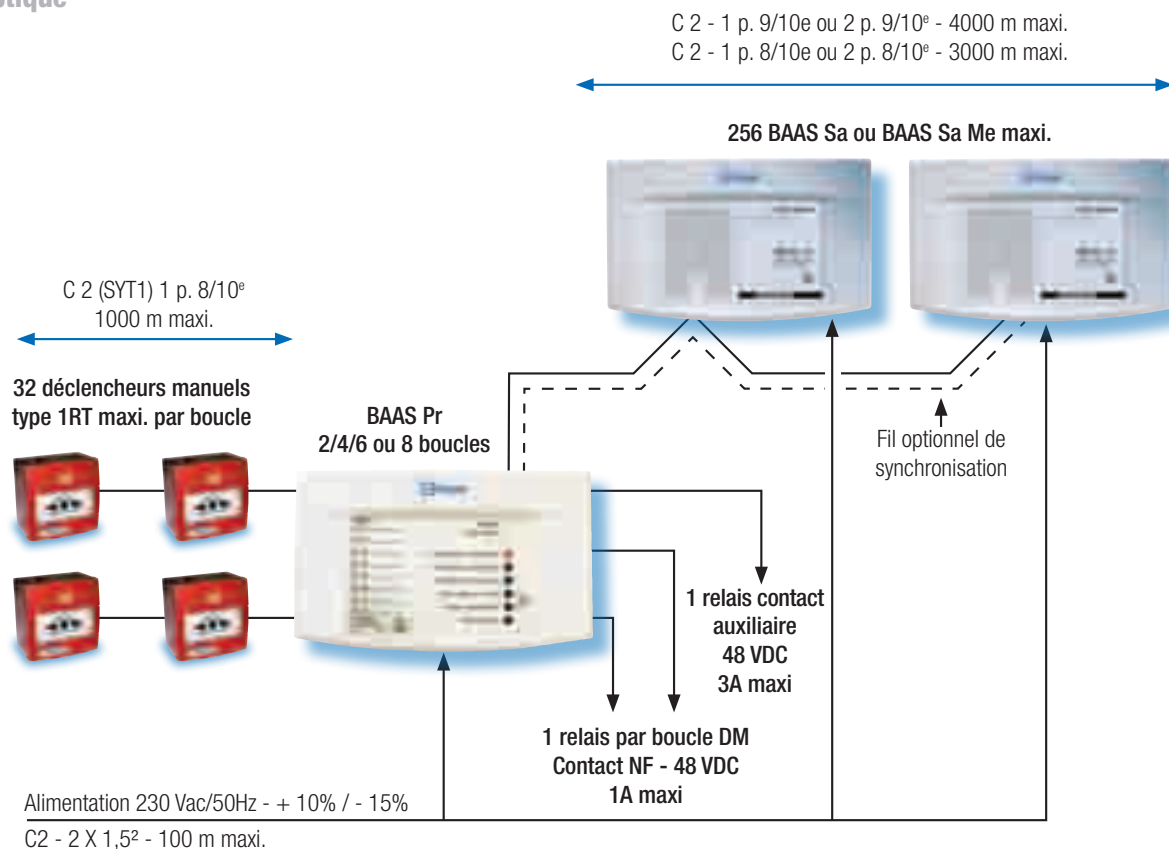 C 2 - 1 p. 9/10e ou 2 p. 9/10e - 4000 m maxi.
C 2 - 1 p. 8/10e ou 2 p. 8/10e - 3000 m maxi.
256 BAAS Sa ou BAAS Sa Me maxi.
C 2 (SYT1) 1 p. 8/10e
1000 m maxi.
32 déclencheurs manuels
type 1RT maxi. par boucle
BAAS Pr
2/4/6 ou 8 boucles
Fil optionnel de
synchronisation
1 relais contact
auxiliaire
48 VDC
3A maxi
1 relais par boucle DM
Contact NF - 48 VDC
1A maxi
Alimentation 230 Vac/50Hz - + 10% / - 15%
C2 - 2 X 1,5² - 100 m maxi.